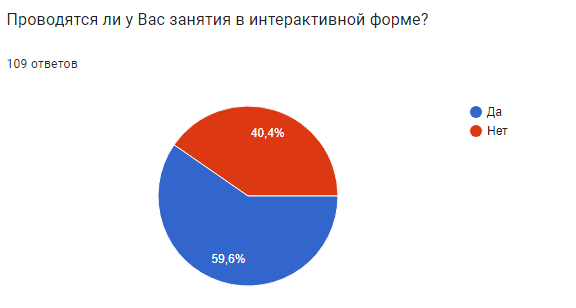 Проводятся ли у Вас занятия в интерактивной форме?
109 ответов
Да
Нет
40,4%
59,6%